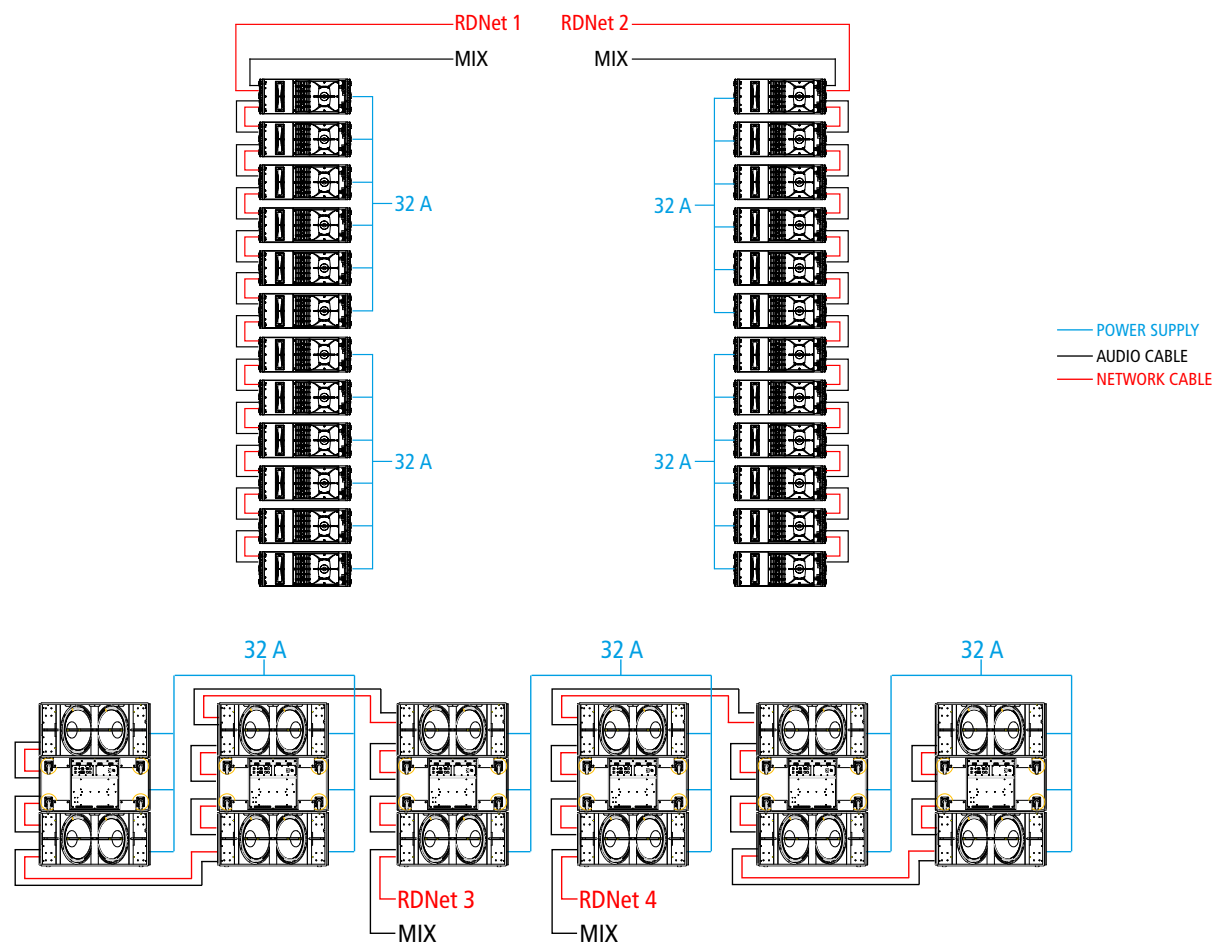 RDNet 1
RDNet 2
MIX
MIX
32 A
32 A
POWER SUPPLY
AUDIO CABLE
NETWORK CABLE
32 A
32 A
32 A
32 A
32 A
RDNet 3
RDNet 4
MIX
MIX